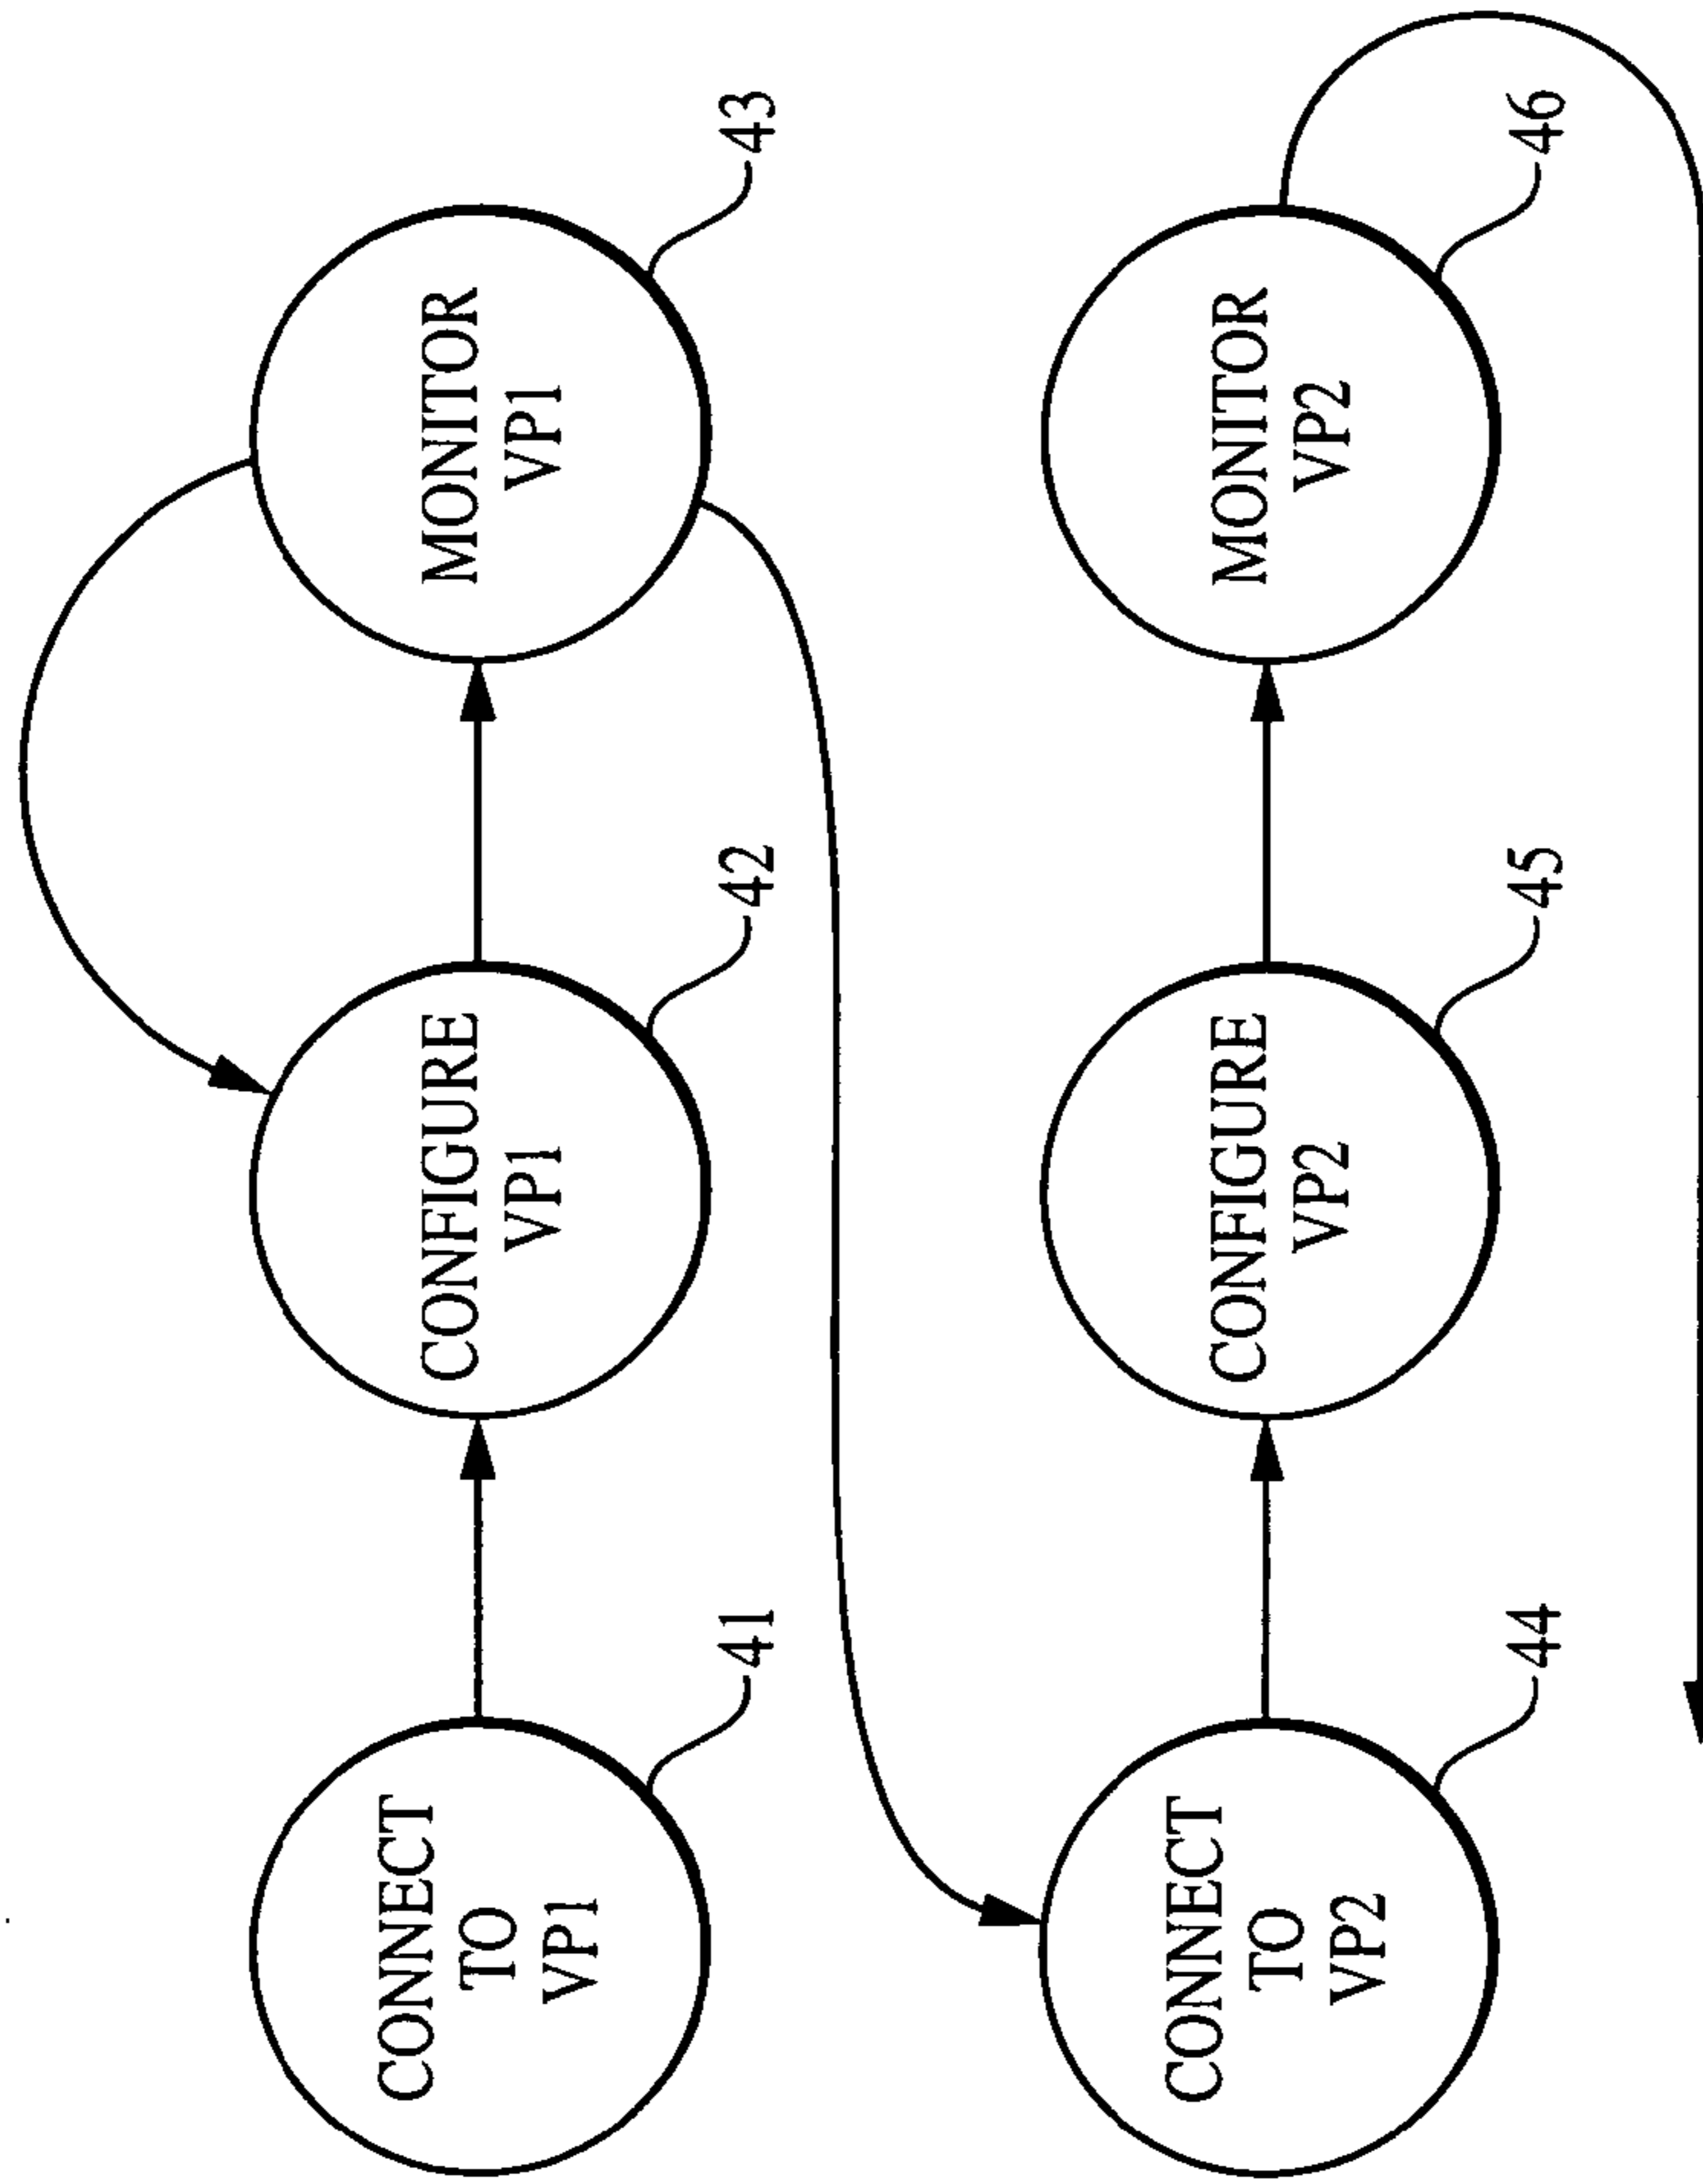 CONNECT
TO
VP1
41
CONFIGURE
VP1
42
MONITOR
VP1
43
CONNECT
TO
VP2
44
CONFIGURE
VP2
45
MONITOR
VP2
46